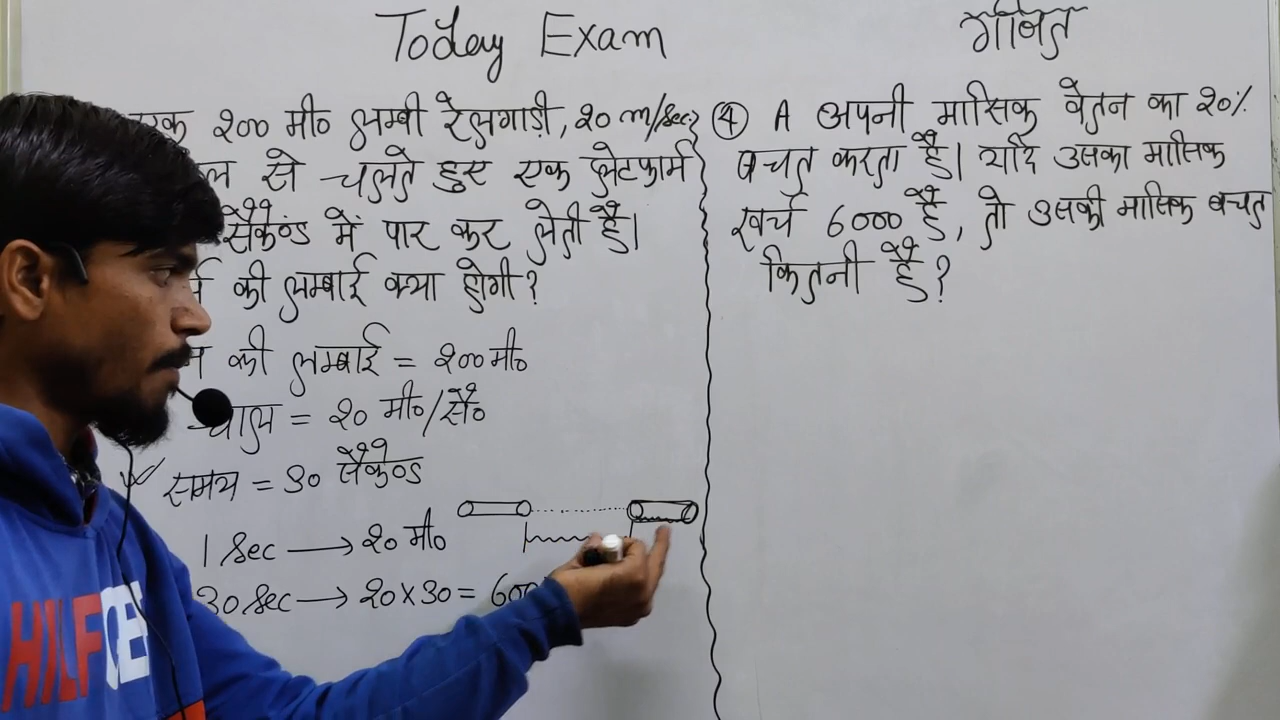 Today Exam
गणित
एक 200 मी० लम्बी रेलगाड़ी, 20 m/sec
से चलते हुए एक प्लेटफार्म
सैकेण्ड में पार कर लेती है।
की लम्बाई क्या होगी?
की लम्बाई = 200 मी०
चाल = 20 मी०/सै०
समय = 30 सैकेण्ड
1 Sec → 20 मी०
30 Sec → 20 × 30 = 600
④ A अपनी मासिक वेतन का 20%
बचत करता है। यदि उसका मासिक
खर्च 6000 है, तो उसकी मासिक बचत
कितनी है?